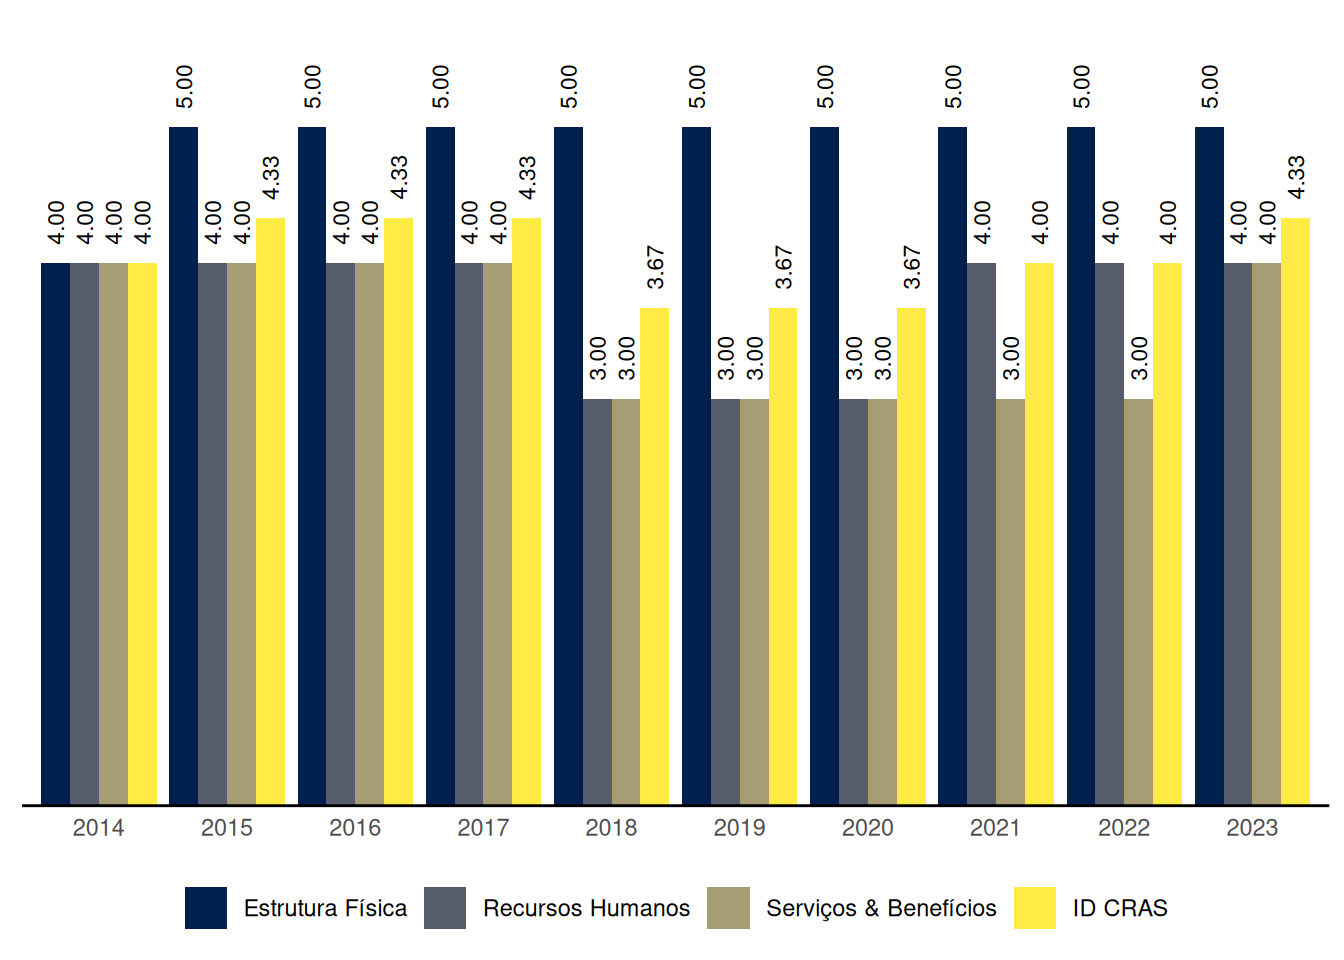 5.00 5.00 5.00 5.00 5.00 5.00 5.00 5.00 5.00
4.33 4.33 4.33 4.33
4.00 4.00 4.00 4.00 4.00 4.00 4.00 4.00 4.00 4.00 4.00 4.00 4.00 4.00 4.00 4.00
3.67 3.67 3.67
3.00 3.00 3.00 3.00 3.00 3.00 3.00 3.00
2014 2015 2016 2017 2018 2019 2020 2021 2022 2023
Estrutura Física Recursos Humanos Serviços & Benefícios ID CRAS